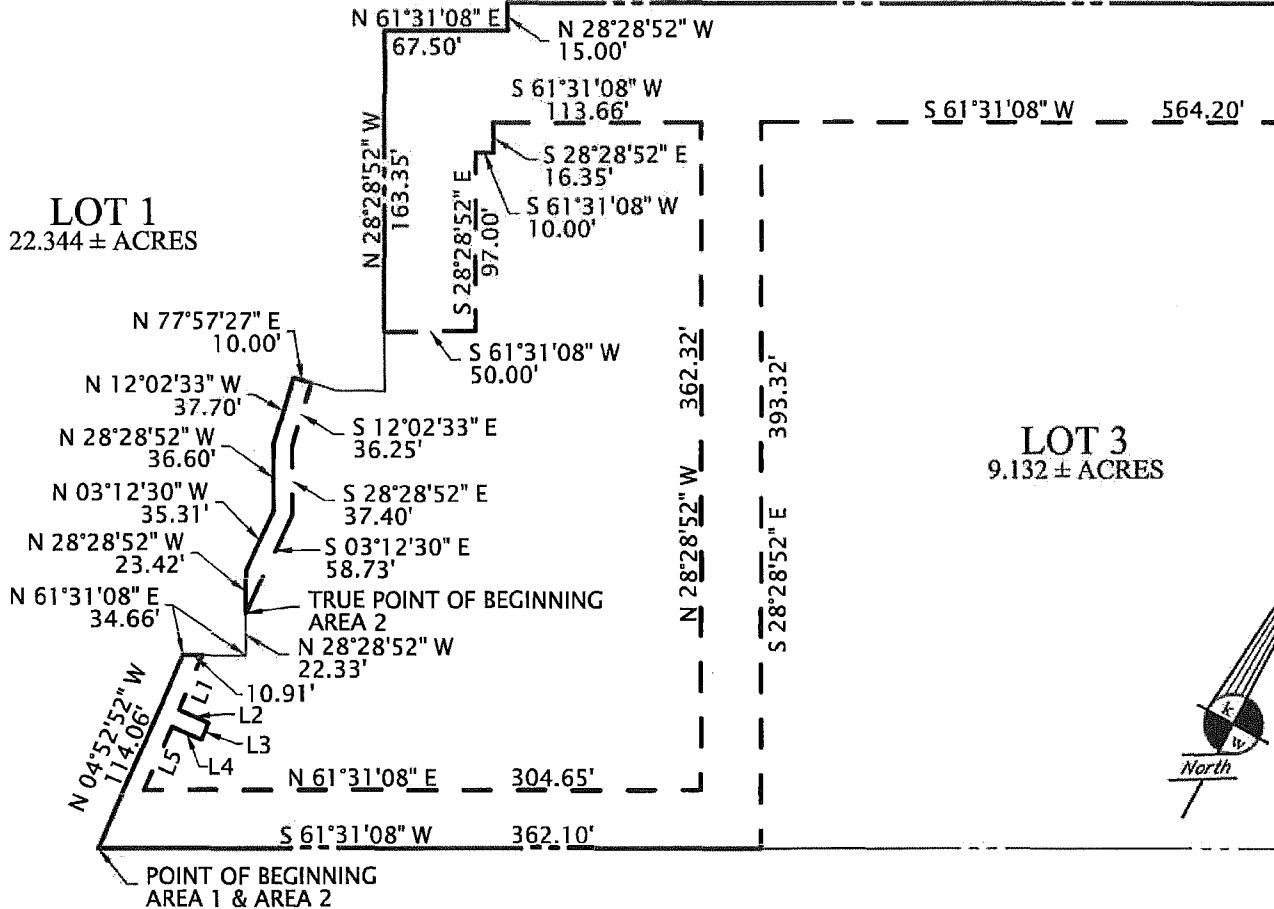 N 61°31'08" E
67.50'
N 28°28'52" W
15.00'
S 61°31'08" W
113.66'
S 61°31'08" W 564.20'
N 28°28'52" W
163.35'
S 28°28'52" E
16.35'
S 61°31'08" W
10.00'
S 28°28'52" E
97.00'
LOT 1
22.344 ± ACRES
N 77°57'27" E
10.00'
S 61°31'08" W
50.00'
N 12°02'33" W
37.70'
S 12°02'33" E
36.25'
N 28°28'52" W
36.60'
S 28°28'52" E
37.40'
N 03°12'30" W
35.31'
S 03°12'30" E
58.73'
N 28°28'52" W
23.42'
N 61°31'08" E
34.66'
TRUE POINT OF BEGINNING
AREA 2
N 28°28'52" W
22.33'
10.91'
L1
L2
L3
L4
L5
N 04°52'52" W
114.06'
N 28°28'52" W 362.32'
S 28°28'52" E 393.32'
LOT 3
9.132 ± ACRES
N 61°31'08" E 304.65'
S 61°31'08" W 362.10'
POINT OF BEGINNING
AREA 1 & AREA 2
k
w
North